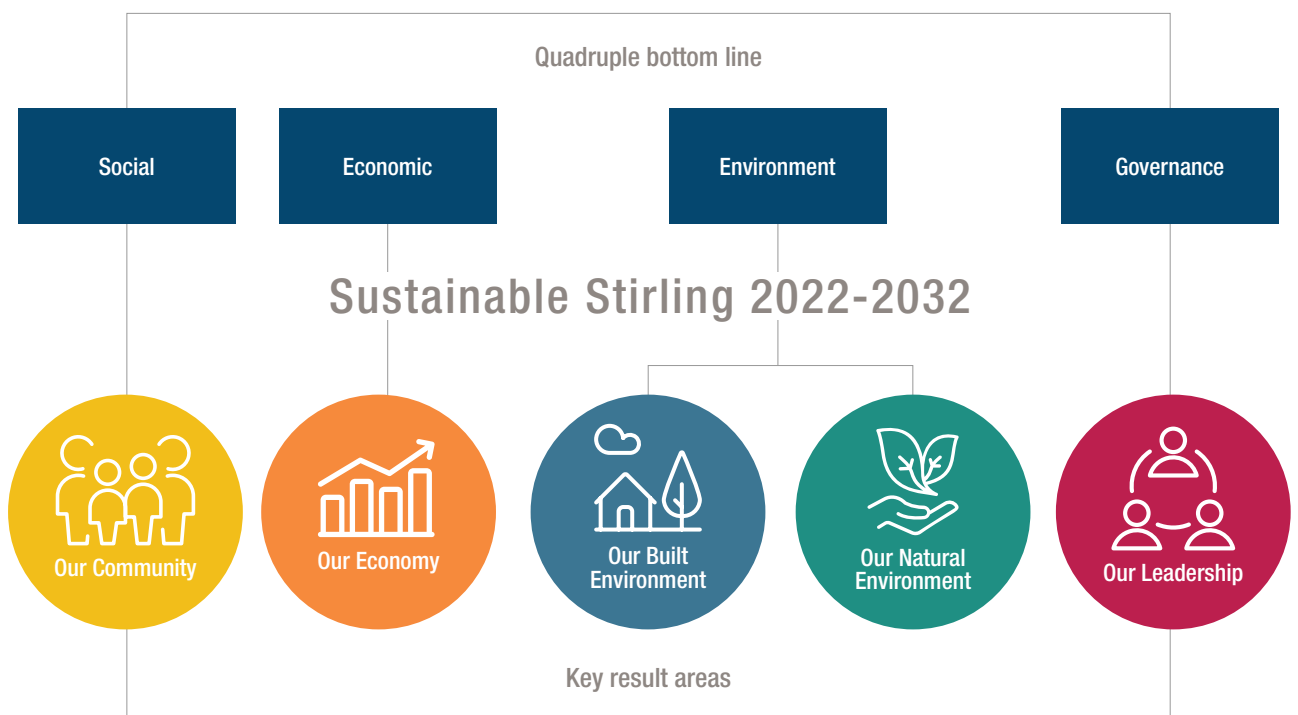 Quadruple bottom line
Social
Economic
Environment
Governance
Sustainable Stirling 2022-2032
Our Community
Our Economy
Our Built
Environment
Our Natural
Environment
Our Leadership
Key result areas